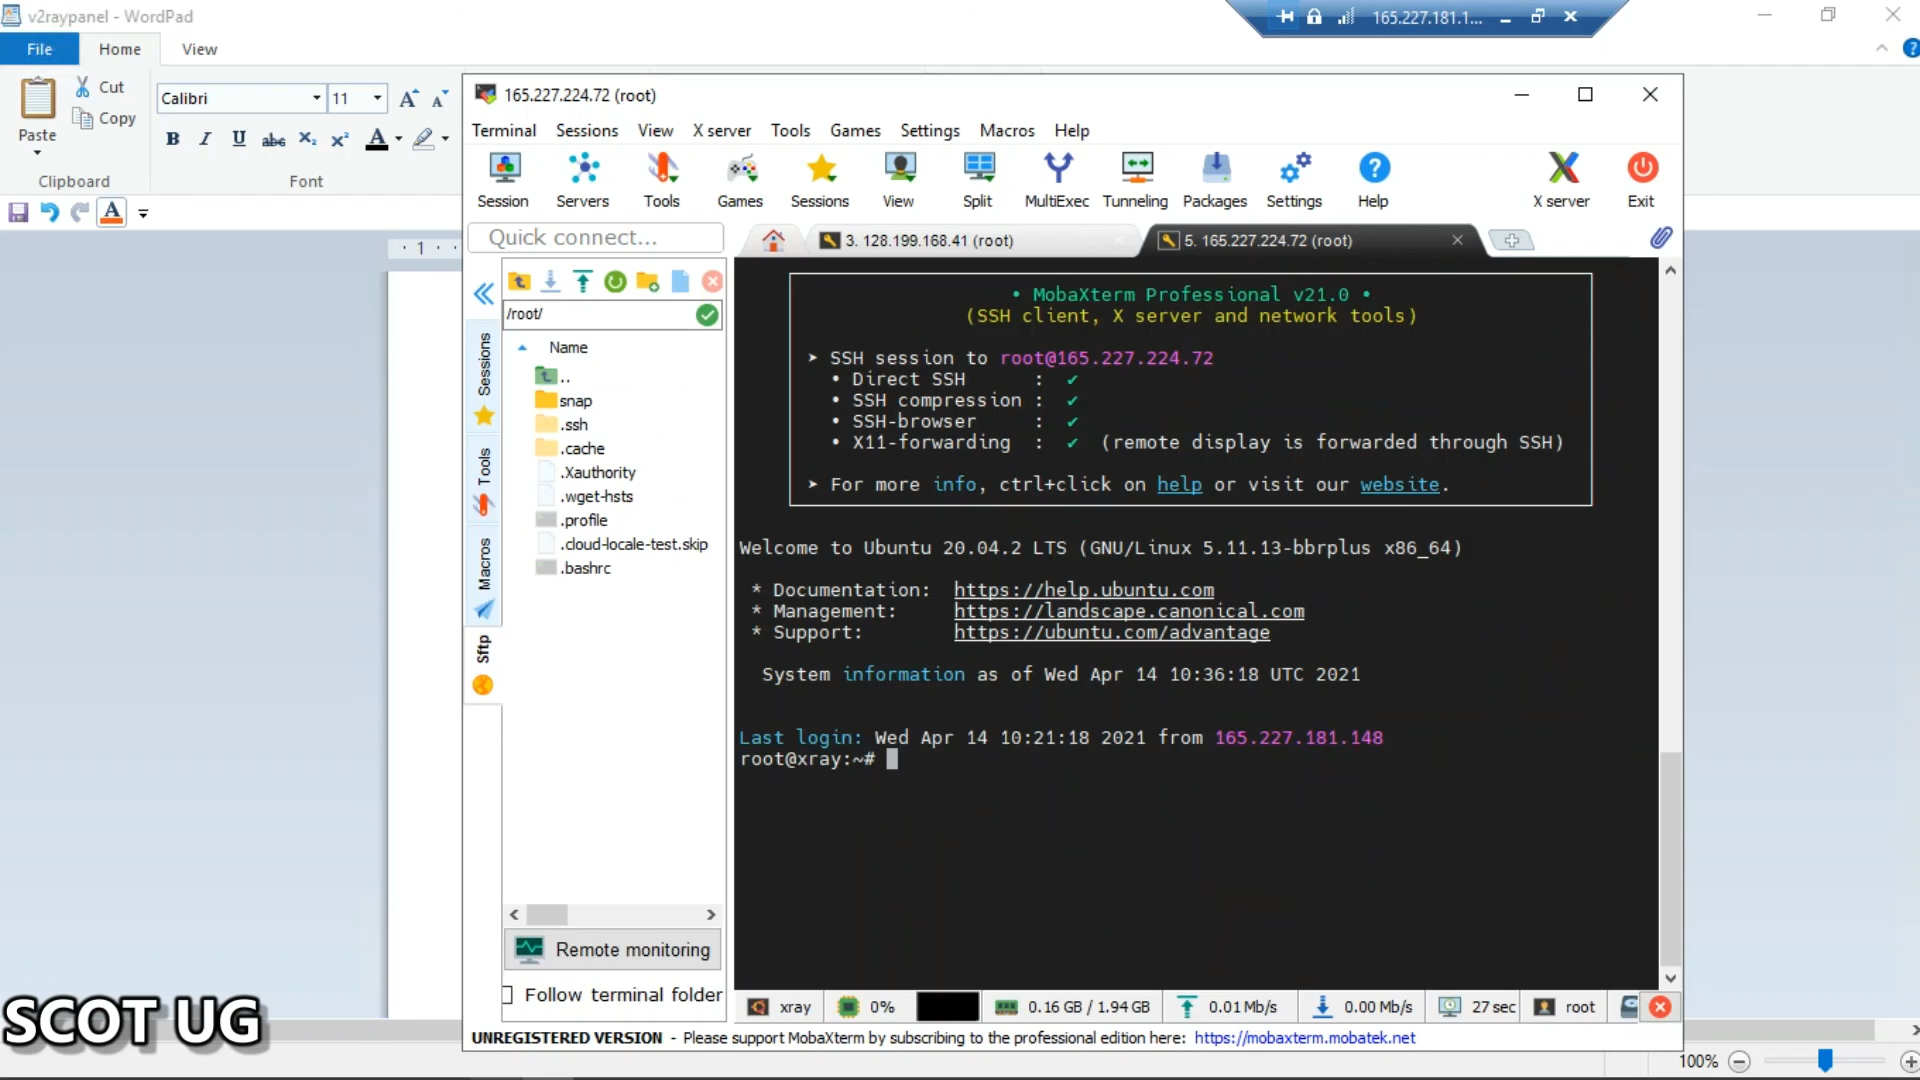 v2raypanel - WordPad
165.227.181.1...
File Home View
Calibri 11
Cut
Copy
Paste
B I U abc X₂ X² A
Clipboard Font
· 1 · ·
165.227.224.72 (root)
Terminal Sessions View X server Tools Games Settings Macros Help
Session Servers Tools Games Sessions View Split MultiExec Tunneling Packages Settings Help X server Exit
Quick connect...
3. 128.199.168.41 (root)
5. 165.227.224.72 (root)
/root/
Name
..
snap
.ssh
.cache
.Xauthority
.wget-hsts
.profile
.cloud-locale-test.skip
.bashrc
Sessions
Tools
Macros
Sftp
Remote monitoring
Follow terminal folder
• MobaXterm Professional v21.0 •
(SSH client, X server and network tools)
➤ SSH session to root@165.227.224.72
• Direct SSH : ✔
• SSH compression : ✔
• SSH-browser : ✔
• X11-forwarding : ✔ (remote display is forwarded through SSH)
➤ For more info, ctrl+click on help or visit our website.
Welcome to Ubuntu 20.04.2 LTS (GNU/Linux 5.11.13-bbrplus x86_64)
* Documentation: https://help.ubuntu.com
* Management: https://landscape.canonical.com
* Support: https://ubuntu.com/advantage
System information as of Wed Apr 14 10:36:18 UTC 2021
Last login: Wed Apr 14 10:21:18 2021 from 165.227.181.148
root@xray:~#
xray 0% 0.16 GB / 1.94 GB 0.01 Mb/s 0.00 Mb/s 27 sec root
UNREGISTERED VERSION - Please support MobaXterm by subscribing to the professional edition here: https://mobaxterm.mobatek.net
SCOT UG
100%